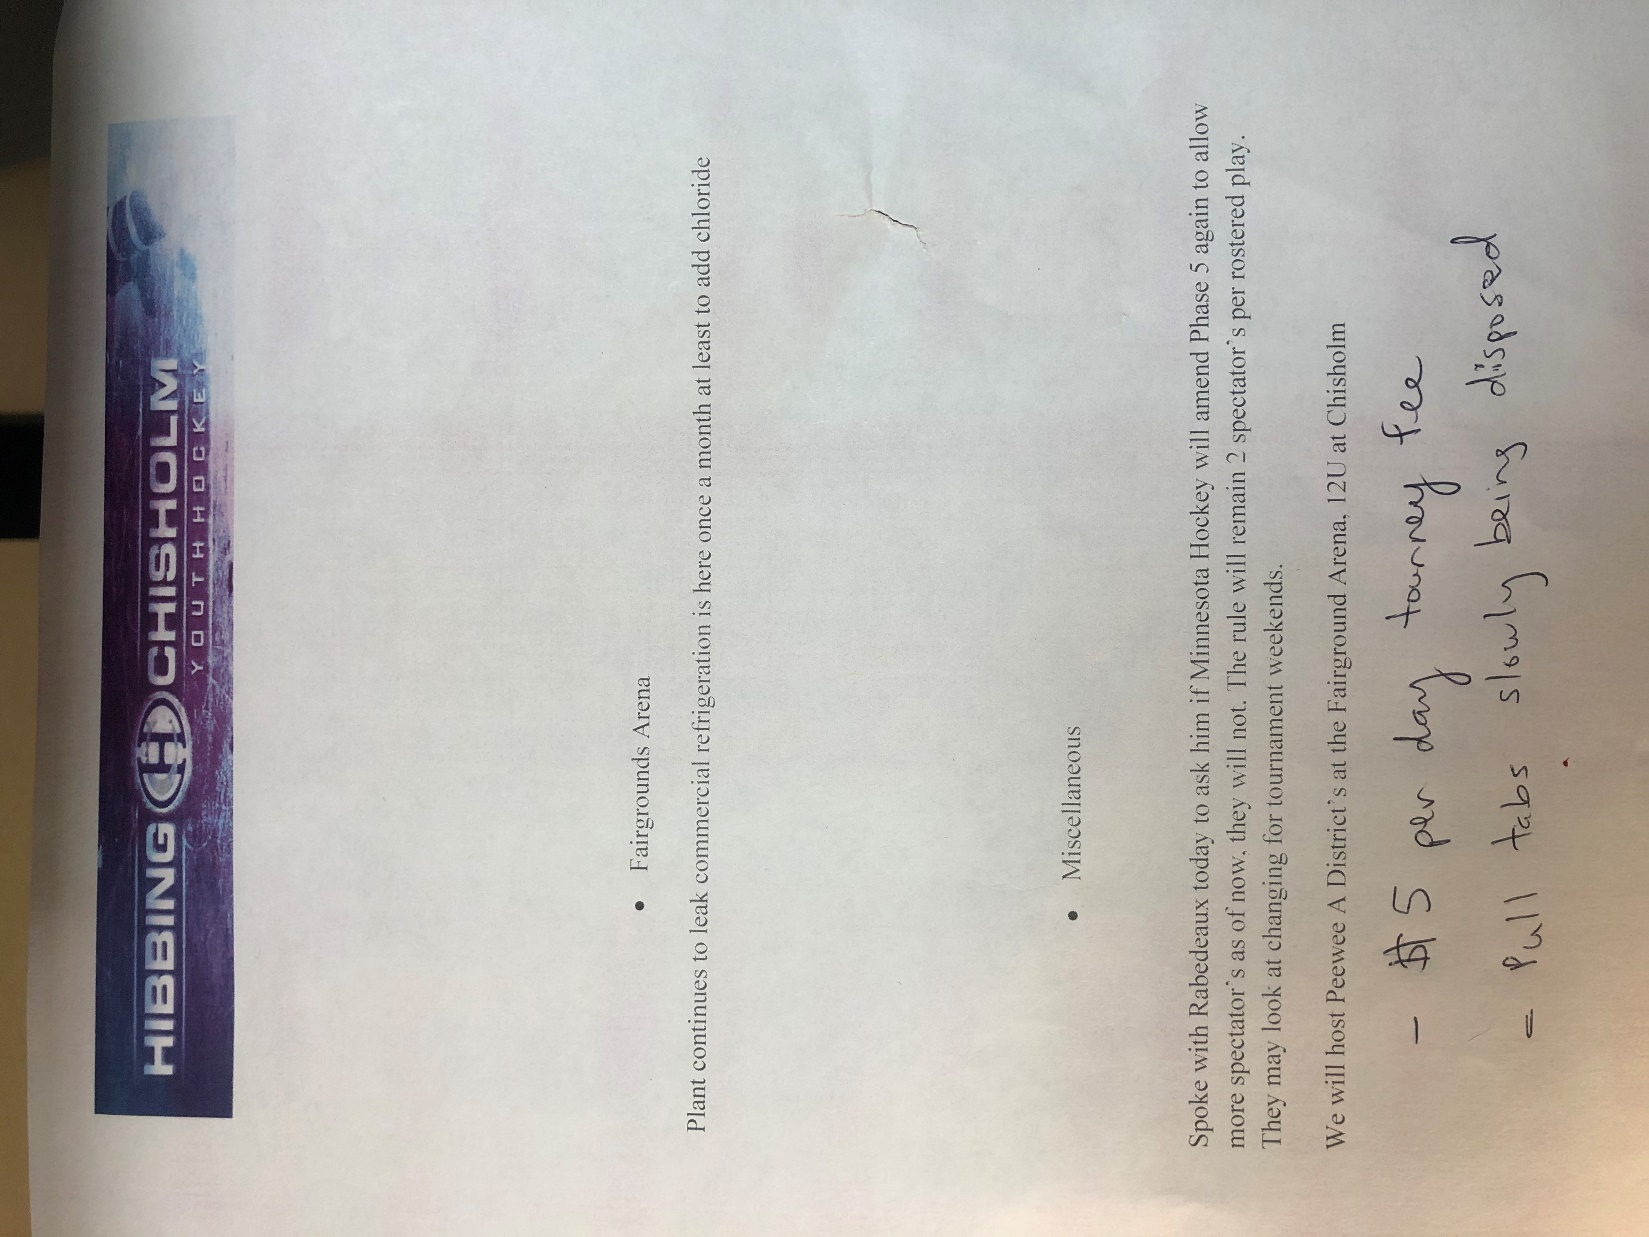 HIBBING H CHISHOLM
YOUTH HOCKEY
• Fairgrounds Arena
Plant continues to leak commercial refrigeration is here once a month at least to add chloride
• Miscellaneous
Spoke with Rabedeaux today to ask him if Minnesota Hockey will amend Phase 5 again to allow
more spectator's as of now, they will not. The rule will remain 2 spectator's per rostered play.
They may look at changing for tournament weekends.
We will host Peewee A District's at the Fairground Arena, 12U at Chisholm
- $5 per day tourney fee
= Pull tabs slowly being disposed